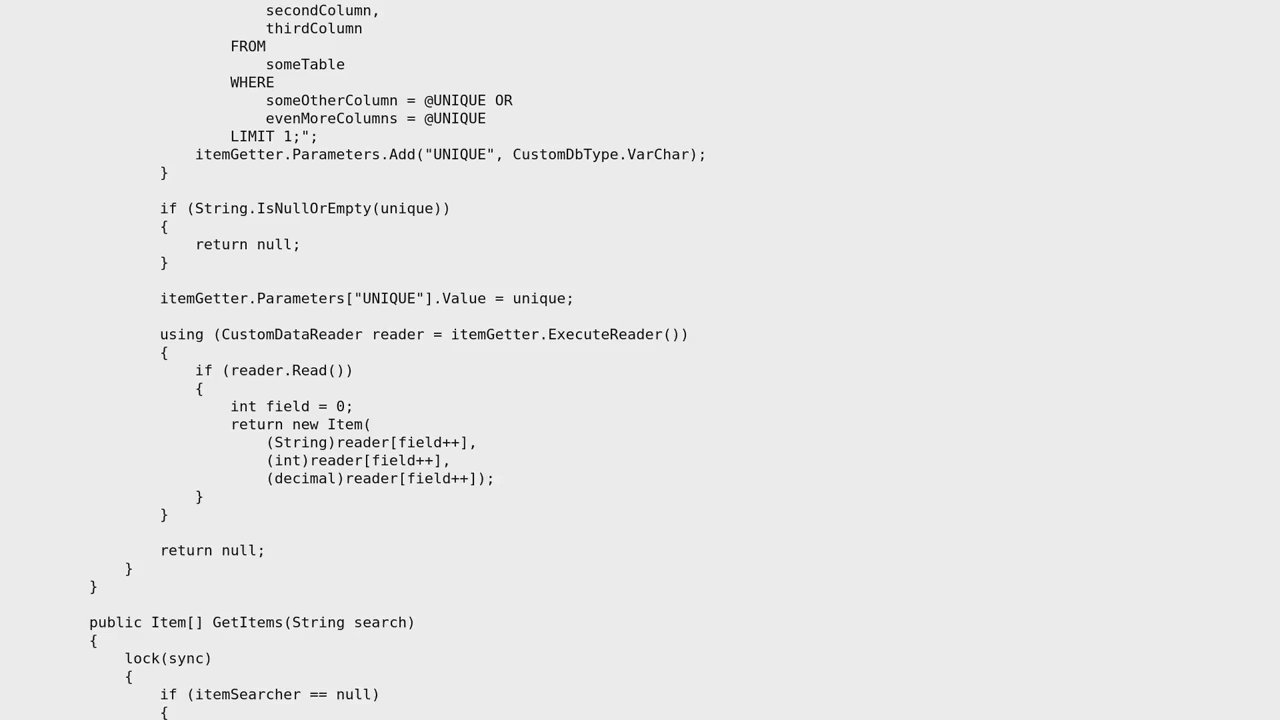 secondColumn,
thirdColumn
FROM
someTable
WHERE
someOtherColumn = @UNIQUE OR
evenMoreColumns = @UNIQUE
LIMIT 1;";
itemGetter.Parameters.Add("UNIQUE", CustomDbType.VarChar);
}
if (String.IsNullOrEmpty(unique))
{
return null;
}
itemGetter.Parameters["UNIQUE"].Value = unique;
using (CustomDataReader reader = itemGetter.ExecuteReader())
{
if (reader.Read())
{
int field = 0;
return new Item(
(String)reader[field++],
(int)reader[field++],
(decimal)reader[field++]);
}
}
return null;
}
}
public Item[] GetItems(String search)
{
lock(sync)
{
if (itemSearcher == null)
{